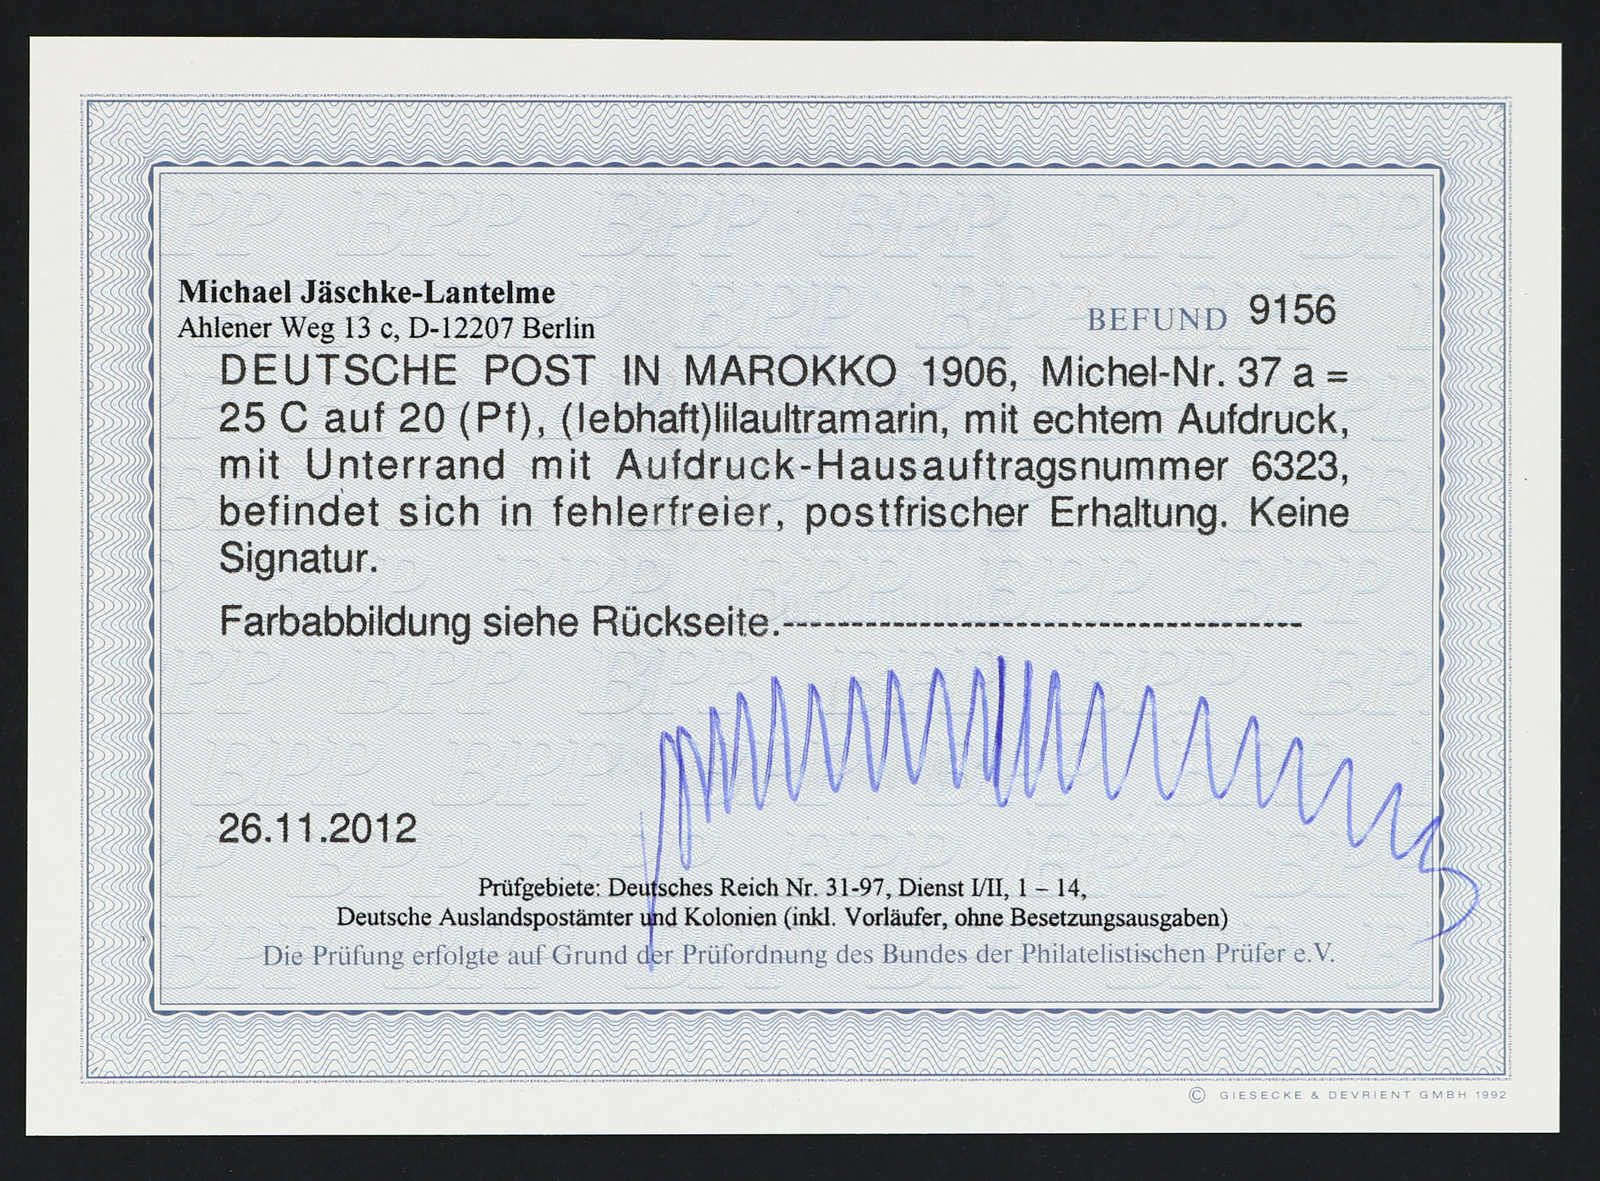 Michael Jäschke-Lantelme
Ahlener Weg 13 c, D-12207 Berlin
BEFUND 9156
DEUTSCHE POST IN MAROKKO 1906, Michel-Nr. 37 a =
25 C auf 20 (Pf), (lebhaft)lilaultramarin, mit echtem Aufdruck,
mit Unterrand mit Aufdruck-Hausauftragsnummer 6323,
befindet sich in fehlerfreier, postfrischer Erhaltung. Keine
Signatur.
Farbabbildung siehe Rückseite.--------------------------------------
26.11.2012
Prüfgebiete: Deutsches Reich Nr. 31-97, Dienst I/II, 1 – 14,
Deutsche Auslandspostämter und Kolonien (inkl. Vorläufer, ohne Besetzungsausgaben)
Die Prüfung erfolgte auf Grund der Prüfordnung des Bundes der Philatelistischen Prüfer e.V.
© GIESECKE & DEVRIENT GMBH 1992